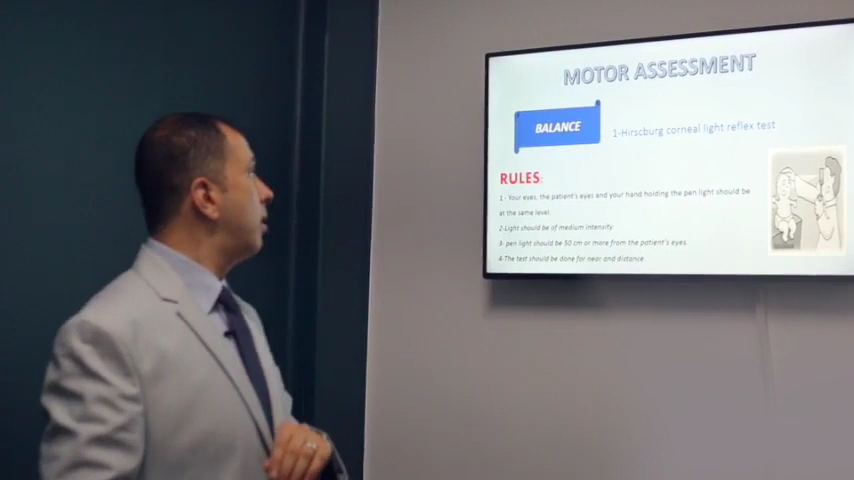 MOTOR ASSESSMENT
BALANCE
1-Hirscburg corneal light reflex test
RULES:
1- Your eyes, the patient's eyes and your hand holding the pen light should be
at the same level.
2-Light should be of medium intensity
3- pen light should be 50 cm or more from the patient's eyes.
4-The test should be done for near and distance.